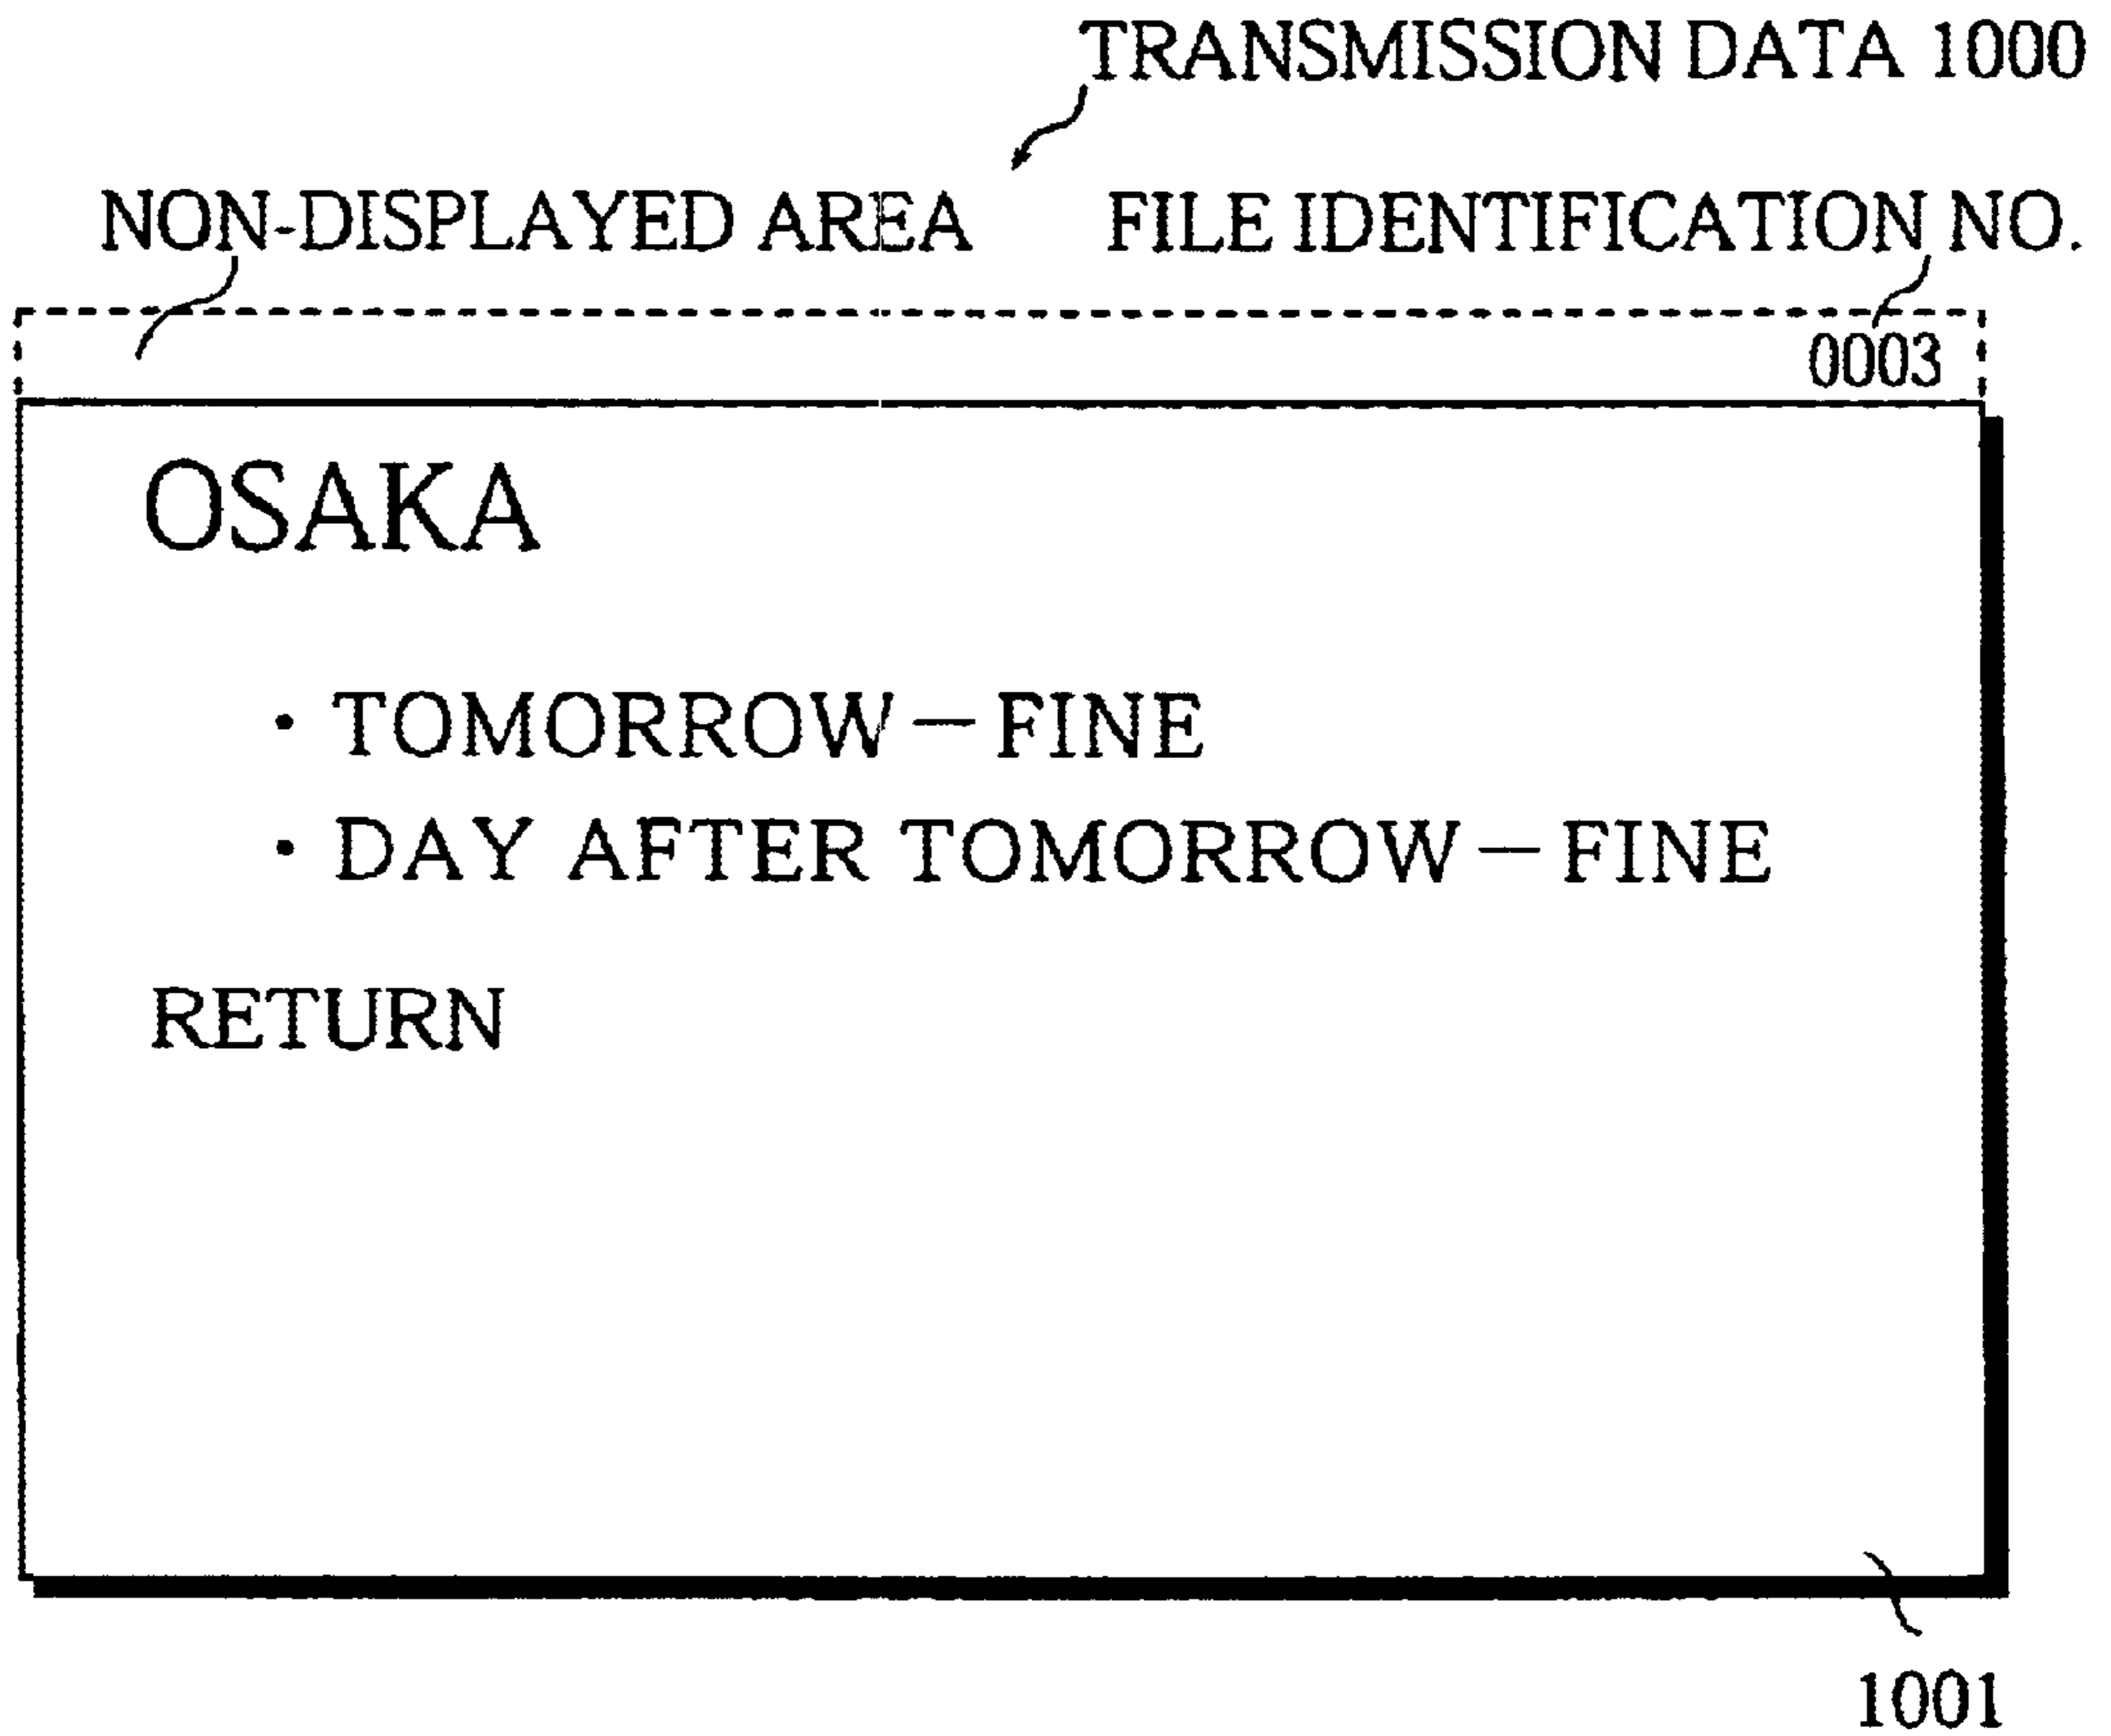 TRANSMISSION DATA 1000
NON-DISPLAYED AREA FILE IDENTIFICATION NO.
0003
OSAKA
· TOMORROW — FINE
· DAY AFTER TOMORROW — FINE
RETURN
1001